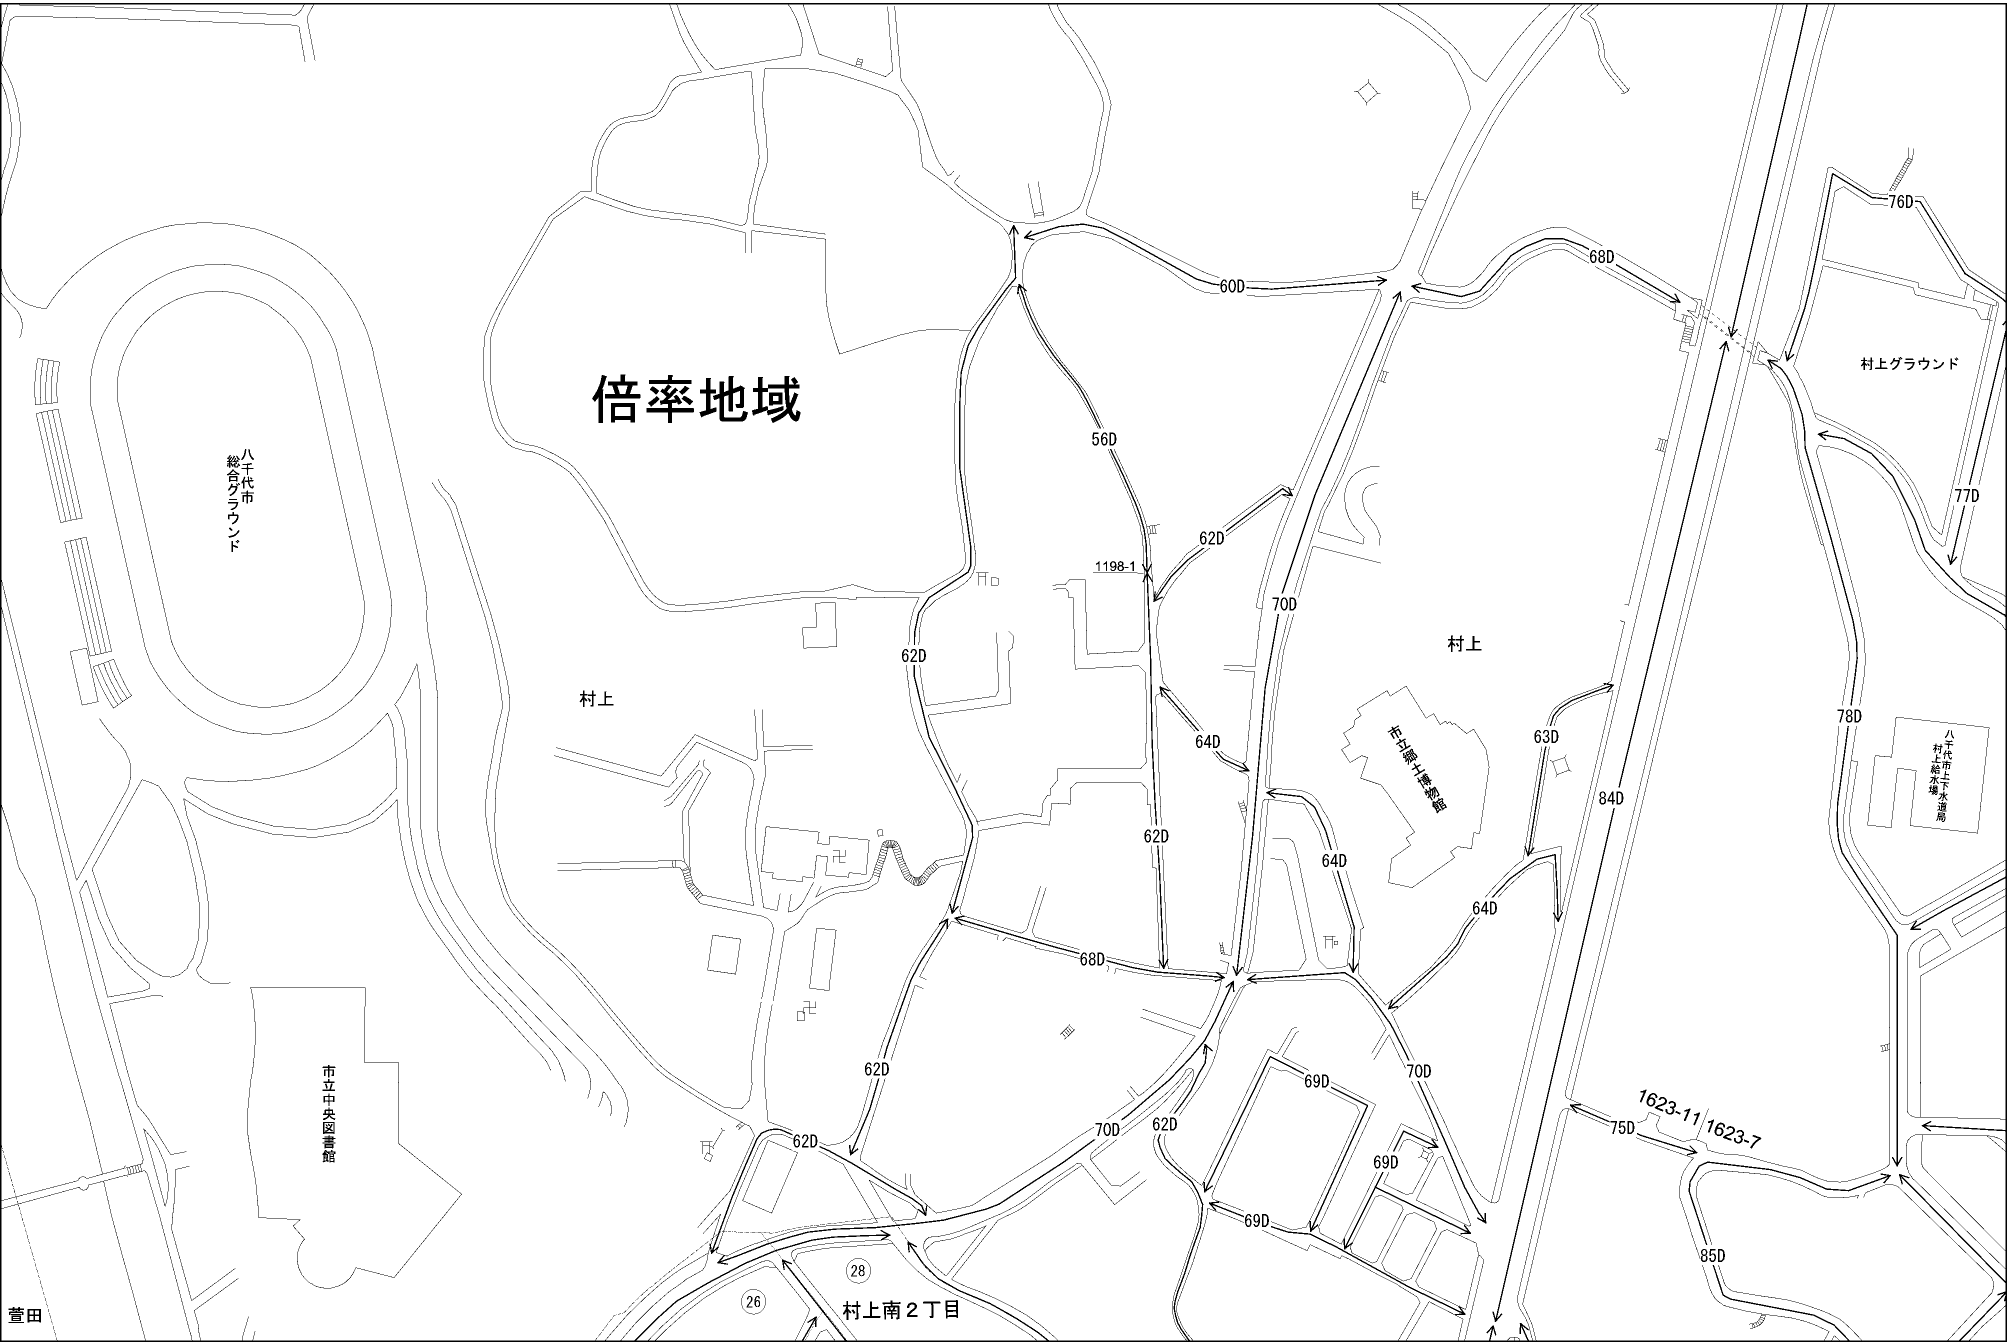 76D
68D
60D
村上グラウンド
倍率地域
56D
八千代市
総合グラウンド
77D
62D
1198-1
70D
村上
62D
村上
78D
市立郷土博物館
63D
64D
八千代市上下水道局
村上給水場
84D
62D
64D
64D
68D
62D
69D
70D
市立中央図書館
1623-11
1623-7
62D
70D
75D
62D
69D
69D
85D
28
26
村上南2丁目
萱田